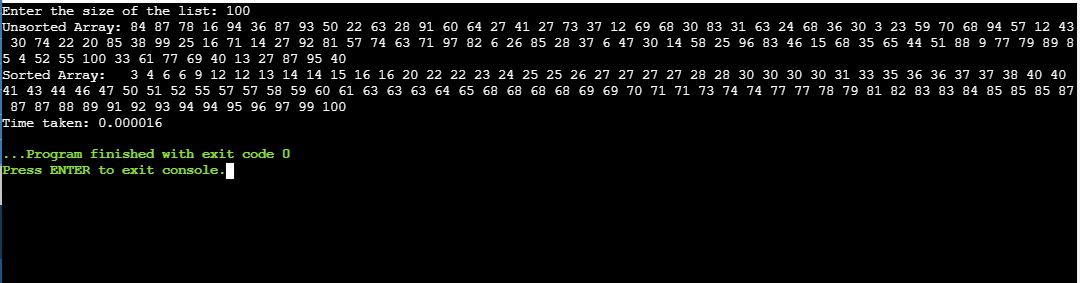 Enter the size of the list: 100
Unsorted Array: 84 87 78 16 94 36 87 93 50 22 63 28 91 60 64 27 41 27 73 37 12 69 68 30 83 31 63 24 68 36 30 3 23 59 70 68 94 57 12 43
30 74 22 20 85 38 99 25 16 71 14 27 92 81 57 74 63 71 97 82 6 26 85 28 37 6 47 30 14 58 25 96 83 46 15 68 35 65 44 51 88 9 77 79 89 8
5 4 52 55 100 33 61 77 69 40 13 27 87 95 40
Sorted Array:   3 4 6 6 9 12 12 13 14 14 15 16 16 20 22 22 23 24 25 25 26 27 27 27 27 28 28 30 30 30 30 31 33 35 36 36 37 37 38 40 40
41 43 44 46 47 50 51 52 55 57 57 58 59 60 61 63 63 63 64 65 68 68 68 68 69 69 70 71 71 73 74 74 77 77 78 79 81 82 83 83 84 85 85 85 87
87 87 88 89 91 92 93 94 94 95 96 97 99 100
Time taken: 0.000016
...Program finished with exit code 0
Press ENTER to exit console.